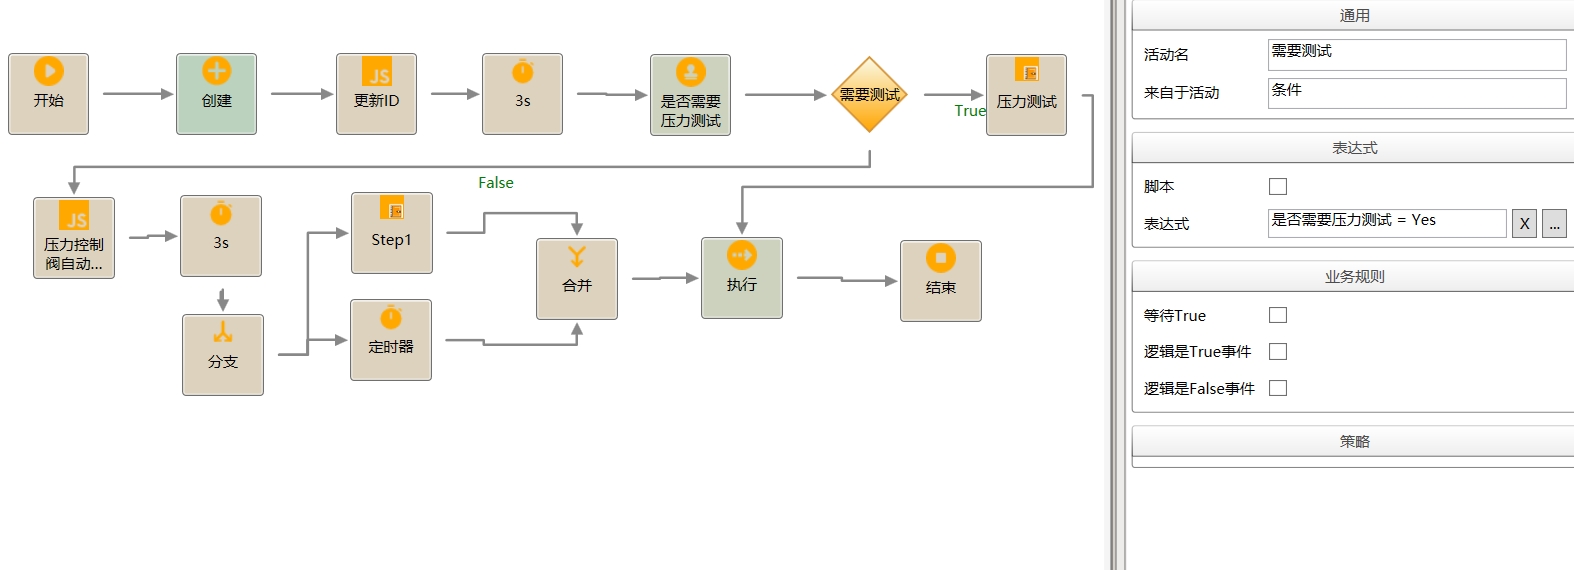 开始
创建
JS
更新ID
3s
是否需要
压力测试
需要测试
True
压力测试
False
JS
压力控制
阀自动...
3s
Step1
合并
执行
结束
分支
定时器
通用
活动名
需要测试
来自于活动
条件
表达式
脚本
表达式
是否需要压力测试 = Yes
X
...
业务规则
等待True
逻辑是True事件
逻辑是False事件
策略